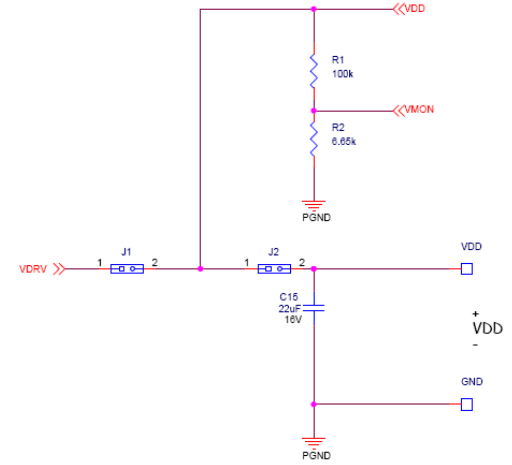 VDD
R1
100k
VMON
R2
6.65k
PGND
J1
J2
VDD
VDRV
1
2
1
2
C15
22uF
16V
+
VDD
-
GND
PGND